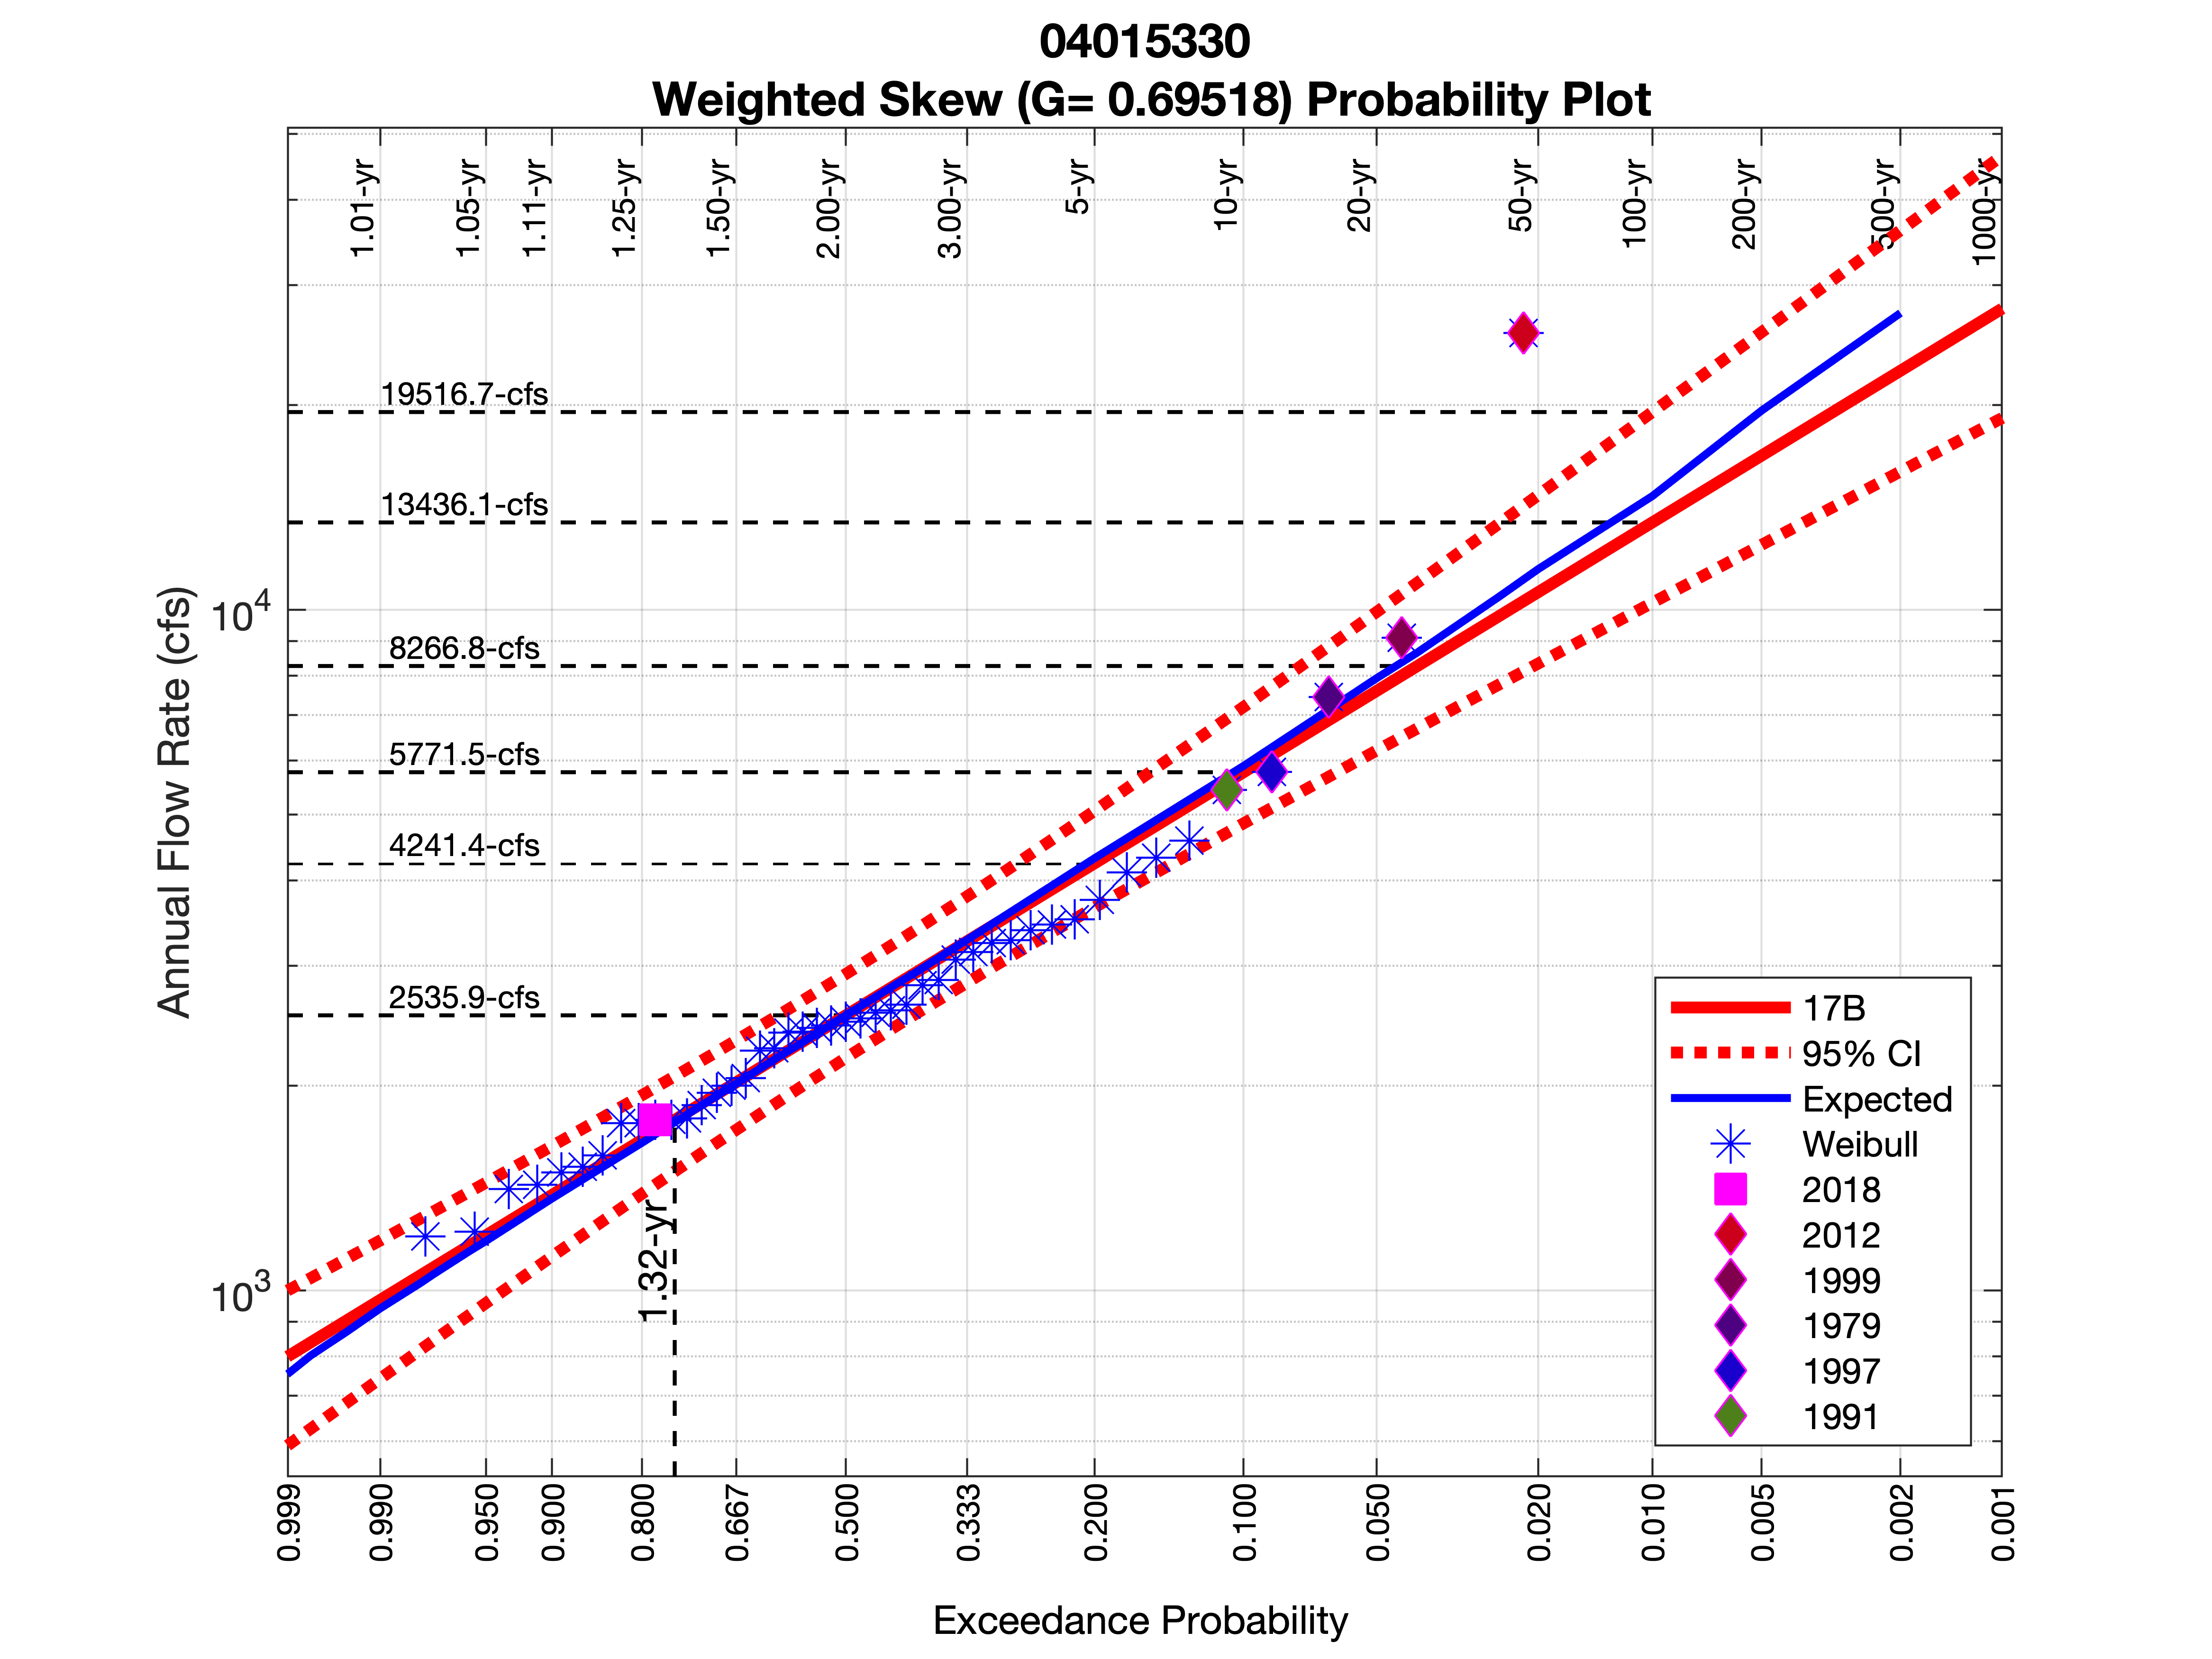 04015330
Weighted Skew (G= 0.69518) Probability Plot
1.01-yr
1.05-yr
1.11-yr
1.25-yr
1.50-yr
2.00-yr
3.00-yr
5-yr
10-yr
20-yr
50-yr
100-yr
200-yr
500-yr
1000-yr
19516.7-cfs
13436.1-cfs
8266.8-cfs
5771.5-cfs
4241.4-cfs
2535.9-cfs
1.32-yr
Annual Flow Rate (cfs)
10^4
10^3
17B
95% CI
Expected
Weibull
2018
2012
1999
1979
1997
1991
0.999
0.990
0.950
0.900
0.800
0.667
0.500
0.333
0.200
0.100
0.050
0.020
0.010
0.005
0.002
0.001
Exceedance Probability